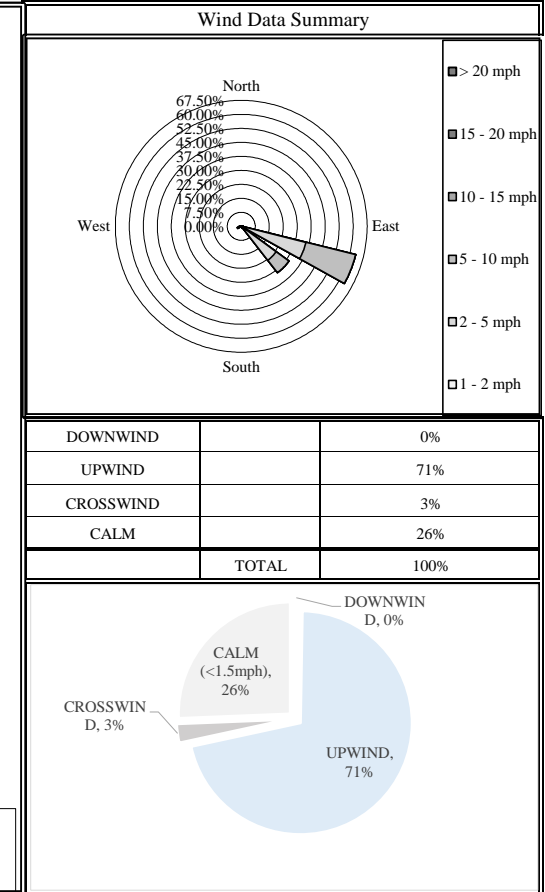 Wind Data Summary
North
67.50%
60.00%
52.50%
45.00%
37.50%
30.00%
22.50%
15.00%
7.50%
0.00%
West
East
South
> 20 mph
15 - 20 mph
10 - 15 mph
5 - 10 mph
2 - 5 mph
1 - 2 mph
DOWNWIND 0%
UPWIND 71%
CROSSWIND 3%
CALM 26%
TOTAL 100%
DOWNWIN
D, 0%
CALM
(<1.5mph),
26%
CROSSWIN
D, 3%
UPWIND,
71%